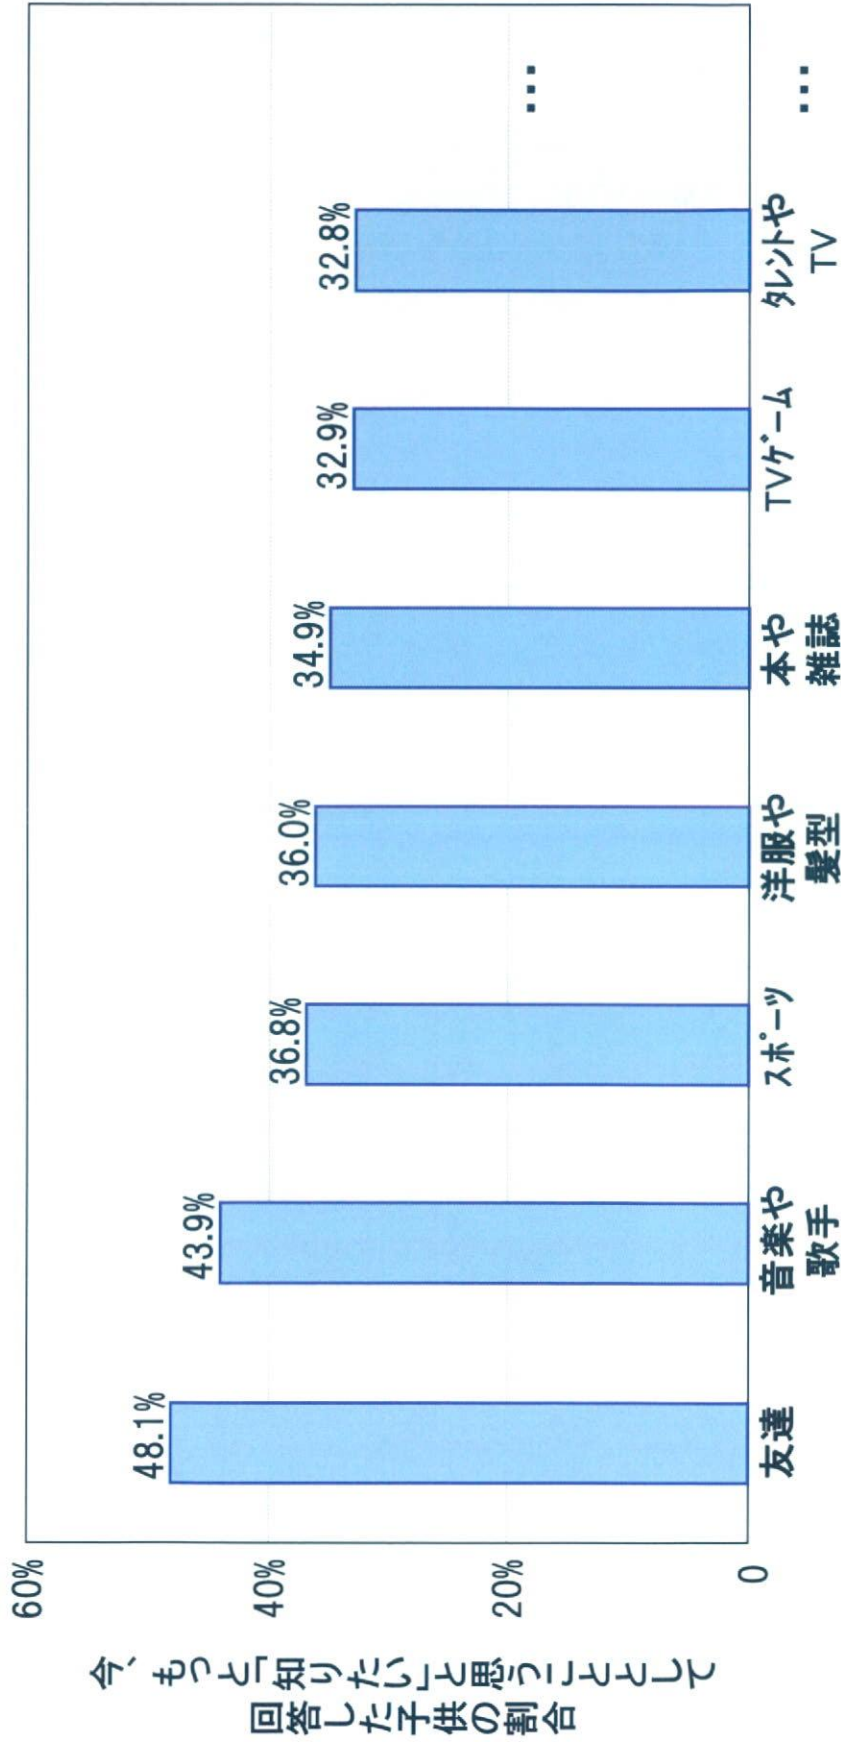 今、もっと「知りたい」と思うこととして
回答した子供の割合
60%
40%
20%
0
48.1%
43.9%
36.8%
36.0%
34.9%
32.9%
32.8%
…
友達
音楽や
歌手
スポーツ
洋服や
髪型
本や
雑誌
TVゲーム
タレントや
TV
…